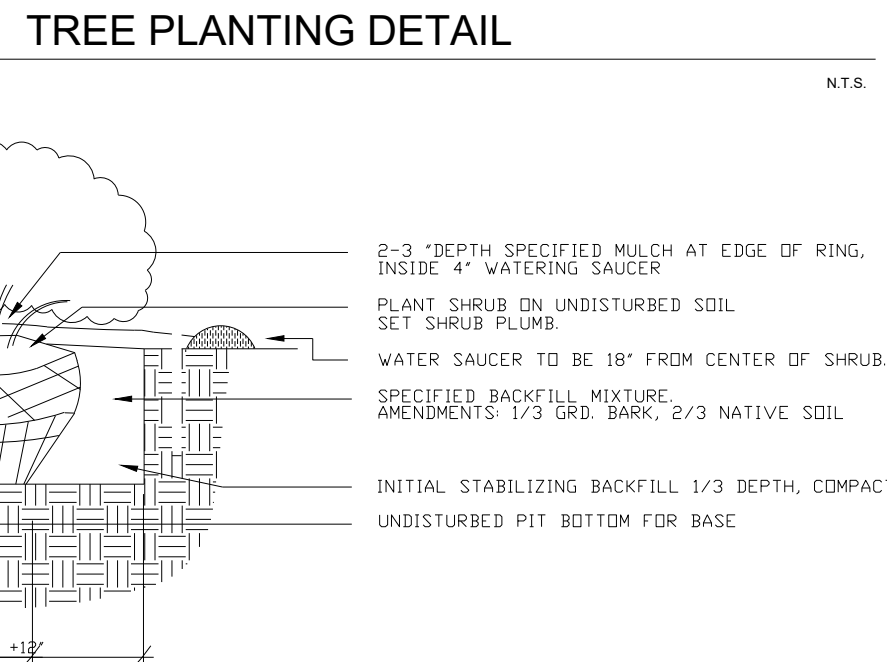 TREE PLANTING DETAIL
N.T.S.
2-3 "DEPTH SPECIFIED MULCH AT EDGE OF RING,
INSIDE 4" WATERING SAUCER
PLANT SHRUB ON UNDISTURBED SOIL
SET SHRUB PLUMB.
WATER SAUCER TO BE 18" FROM CENTER OF SHRUB.
SPECIFIED BACKFILL MIXTURE.
AMENDMENTS: 1/3 GRD. BARK, 2/3 NATIVE SOIL
INITIAL STABILIZING BACKFILL 1/3 DEPTH, COMPACT
UNDISTURBED PIT BOTTOM FOR BASE
+12"